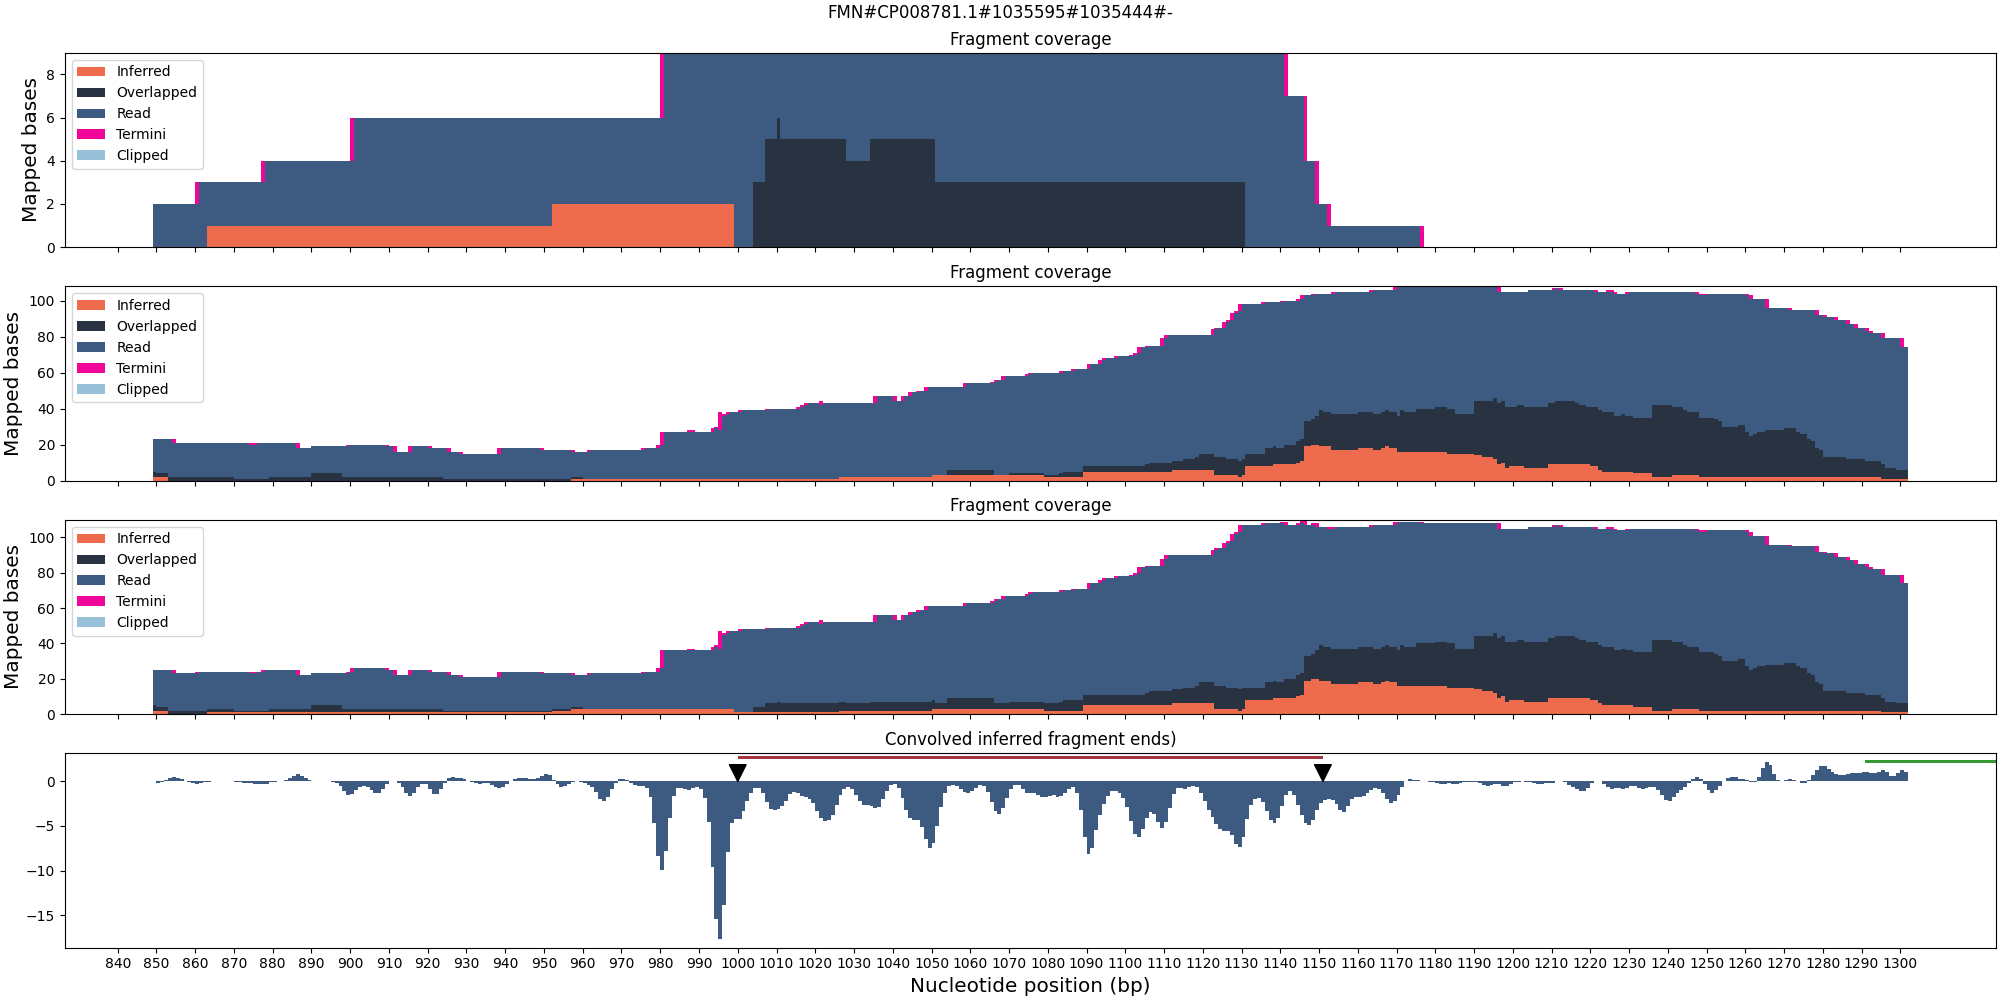 FMN#CP008781.1#1035595#1035444#-
Fragment coverage
Mapped bases
8
6
4
2
0
Inferred
Overlapped
Read
Termini
Clipped
Fragment coverage
Mapped bases
100
80
60
40
20
0
Inferred
Overlapped
Read
Termini
Clipped
Fragment coverage
Mapped bases
100
80
60
40
20
0
Inferred
Overlapped
Read
Termini
Clipped
Convolved inferred fragment ends)
0
−5
−10
−15
840 850 860 870 880 890 900 910 920 930 940 950 960 970 980 990 1000 1010 1020 1030 1040 1050 1060 1070 1080 1090 1100 1110 1120 1130 1140 1150 1160 1170 1180 1190 1200 1210 1220 1230 1240 1250 1260 1270 1280 1290 1300
Nucleotide position (bp)